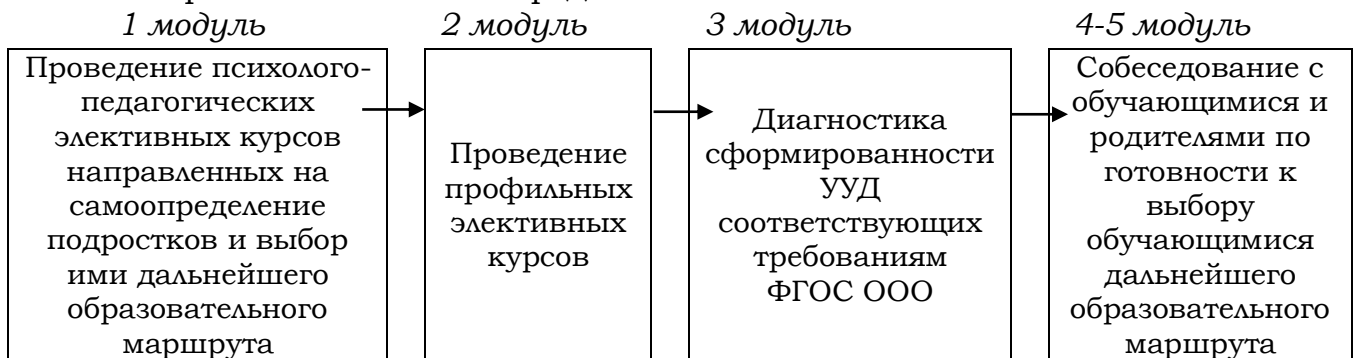 1 модуль
2 модуль
3 модуль
4-5 модуль
Проведение психолого-
педагогических
элективных курсов
направленных на
самоопределение
подростков и выбор
ими дальнейшего
образовательного
маршрута
Проведение
профильных
элективных
курсов
Диагностика
сформированности
УУД
соответствующих
требованиям
ФГОС ООО
Собеседование с
обучающимися и
родителями по
готовности к
выбору
обучающимися
дальнейшего
образовательного
маршрута